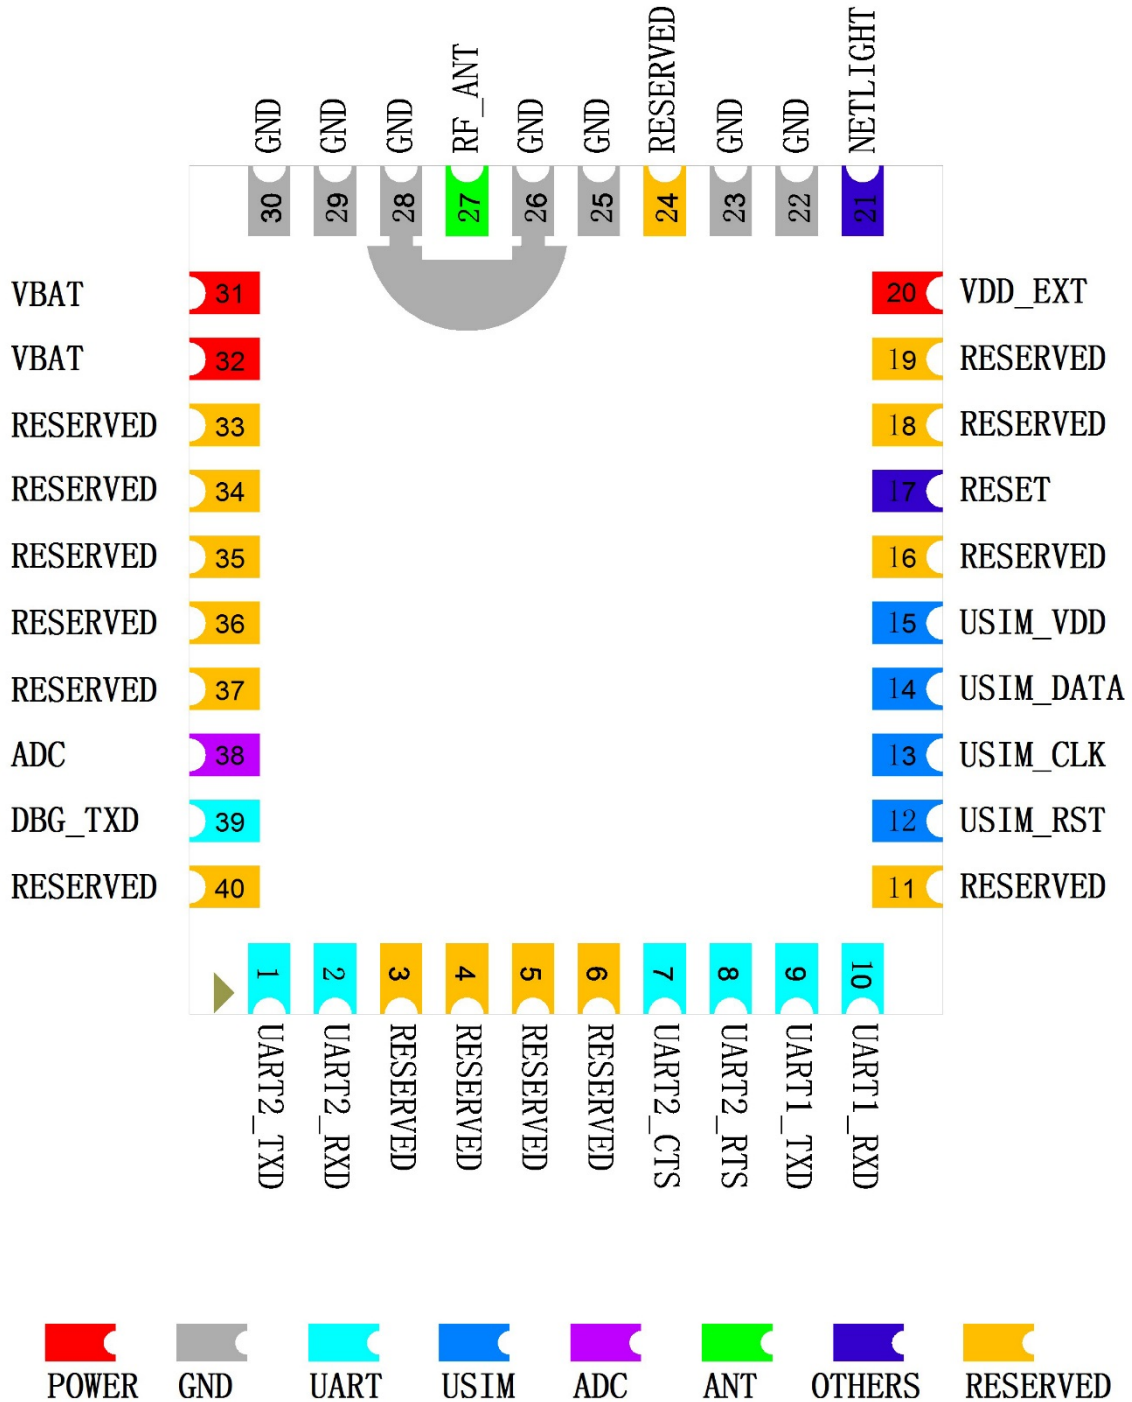 GND GND GND RF_ANT GND GND RESERVED GND GND NETLIGHT
30 29 28 27 26 25 24 23 22 21
VBAT 31 20 VDD_EXT
VBAT 32 19 RESERVED
RESERVED 33 18 RESERVED
RESERVED 34 17 RESET
RESERVED 35 16 RESERVED
RESERVED 36 15 USIM_VDD
RESERVED 37 14 USIM_DATA
ADC 38 13 USIM_CLK
DBG_TXD 39 12 USIM_RST
RESERVED 40 11 RESERVED
1 2 3 4 5 6 7 8 9 10
UART2_TXD UART2_RXD RESERVED RESERVED RESERVED RESERVED UART2_CTS UART2_RTS UART1_TXD UART1_RXD
POWER GND UART USIM ADC ANT OTHERS RESERVED